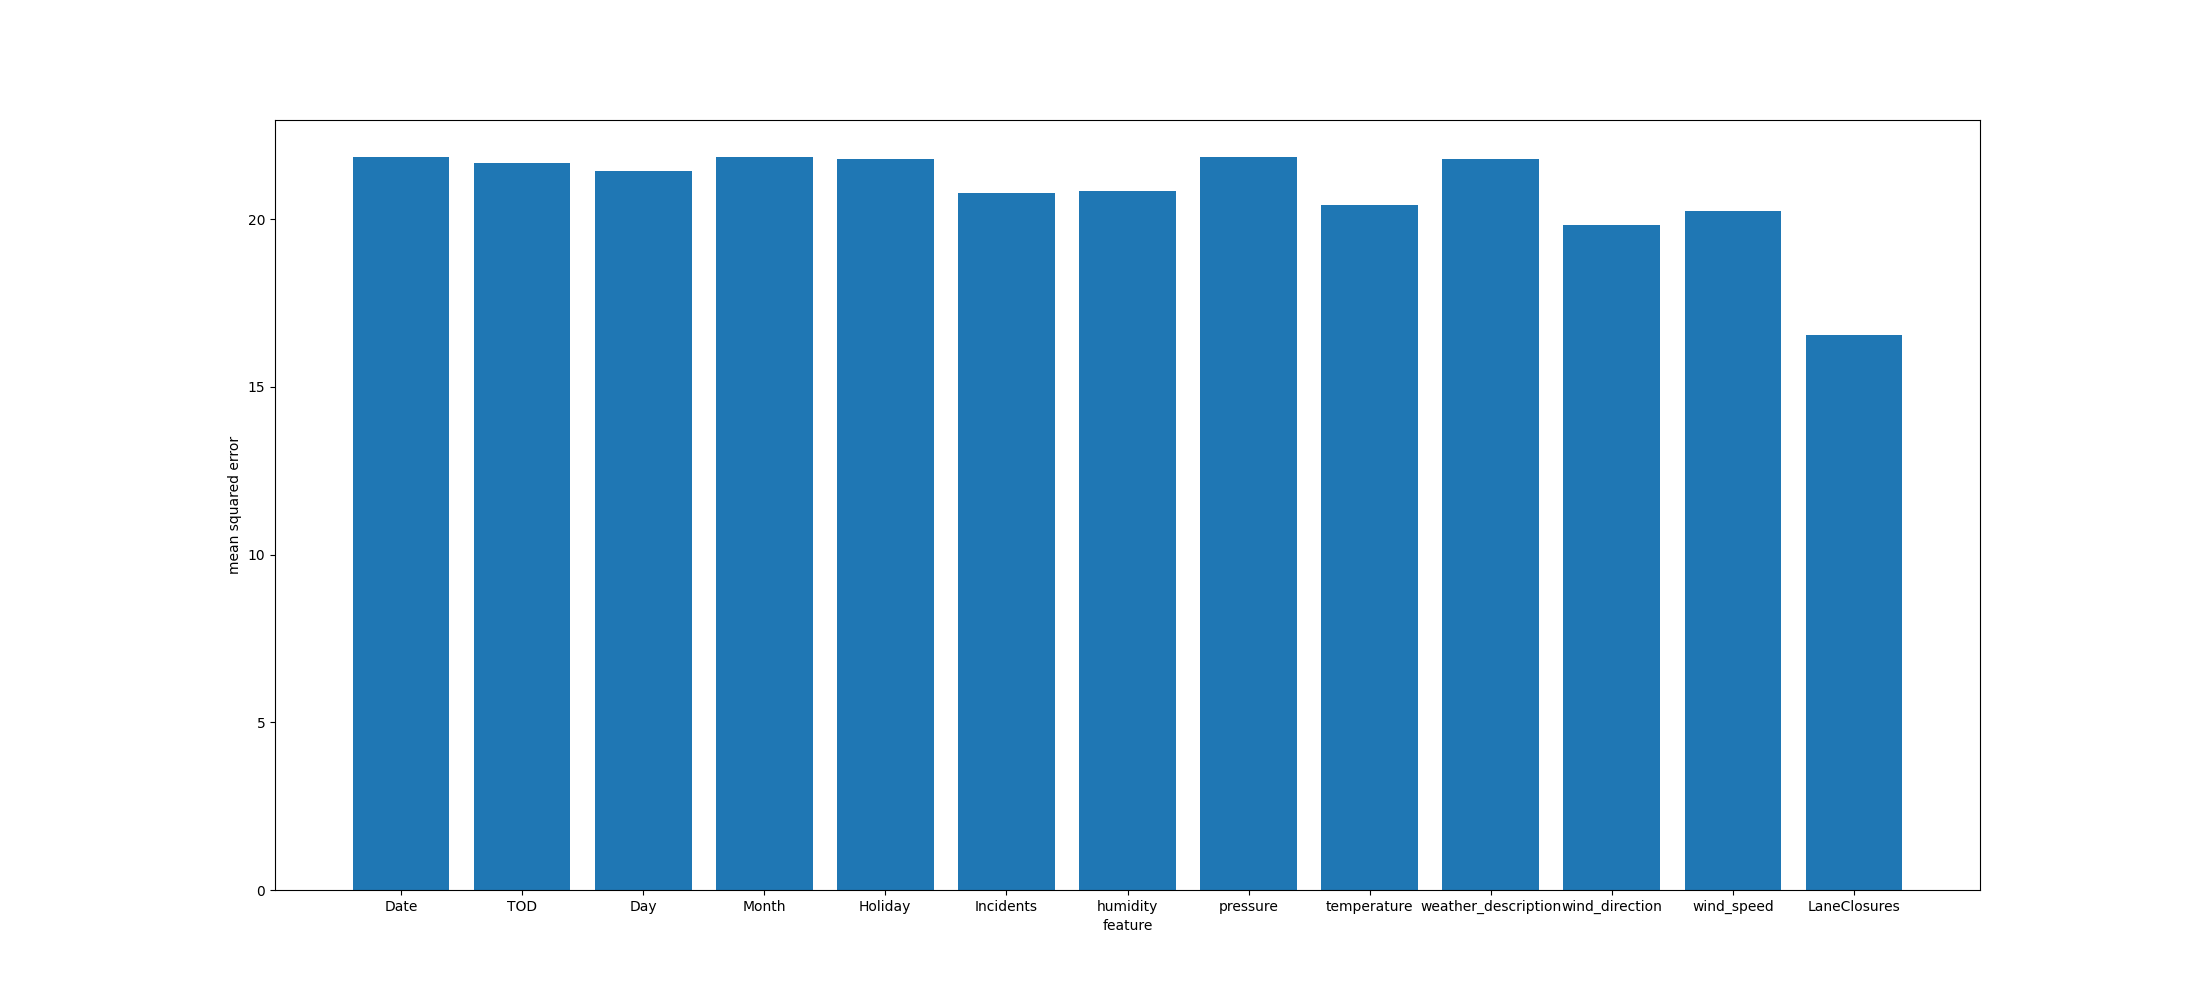 mean squared error
20
15
10
5
0
Date TOD Day Month Holiday Incidents humidity pressure temperature weather_description wind_direction wind_speed LaneClosures
feature